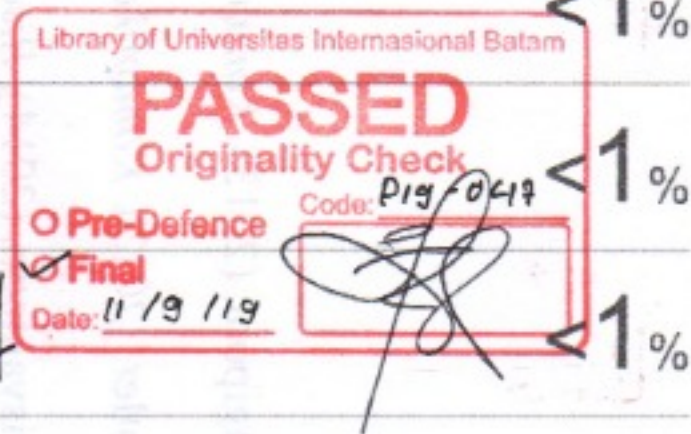 <1%
Library of Universitas Internasional Batam
PASSED
Originality Check
<1%
Code: P19-0417
Pre-Defence
Final
Date: 11/9/19
<1%